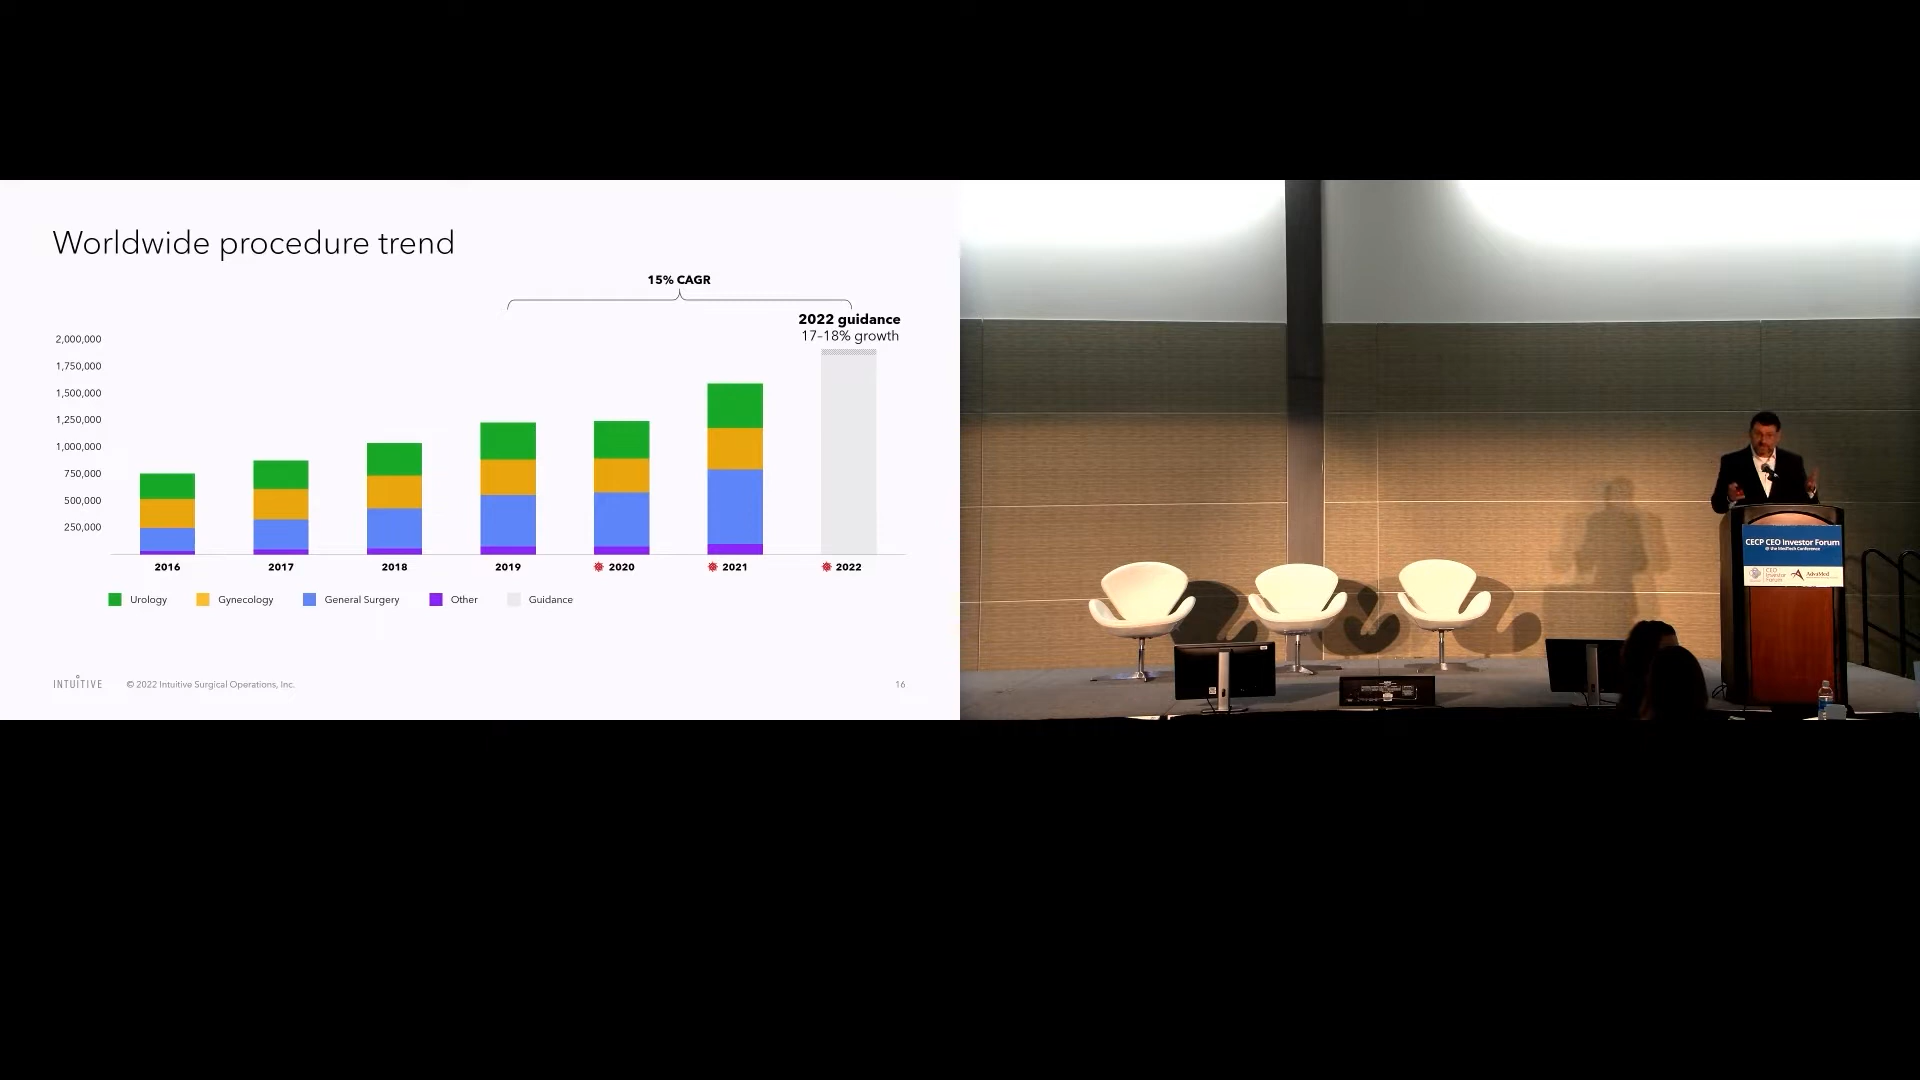 Worldwide procedure trend
15% CAGR
2022 guidance
17–18% growth
2,000,000
1,750,000
1,500,000
1,250,000
1,000,000
750,000
500,000
250,000
2016 2017 2018 2019 2020 2021 2022
Urology Gynecology General Surgery Other Guidance
INTUITIVE © 2022 Intuitive Surgical Operations, Inc. 16
CECP CEO Investor Forum
@ the MedTech Conference
CEO
Investor
Forum
AdvaMed